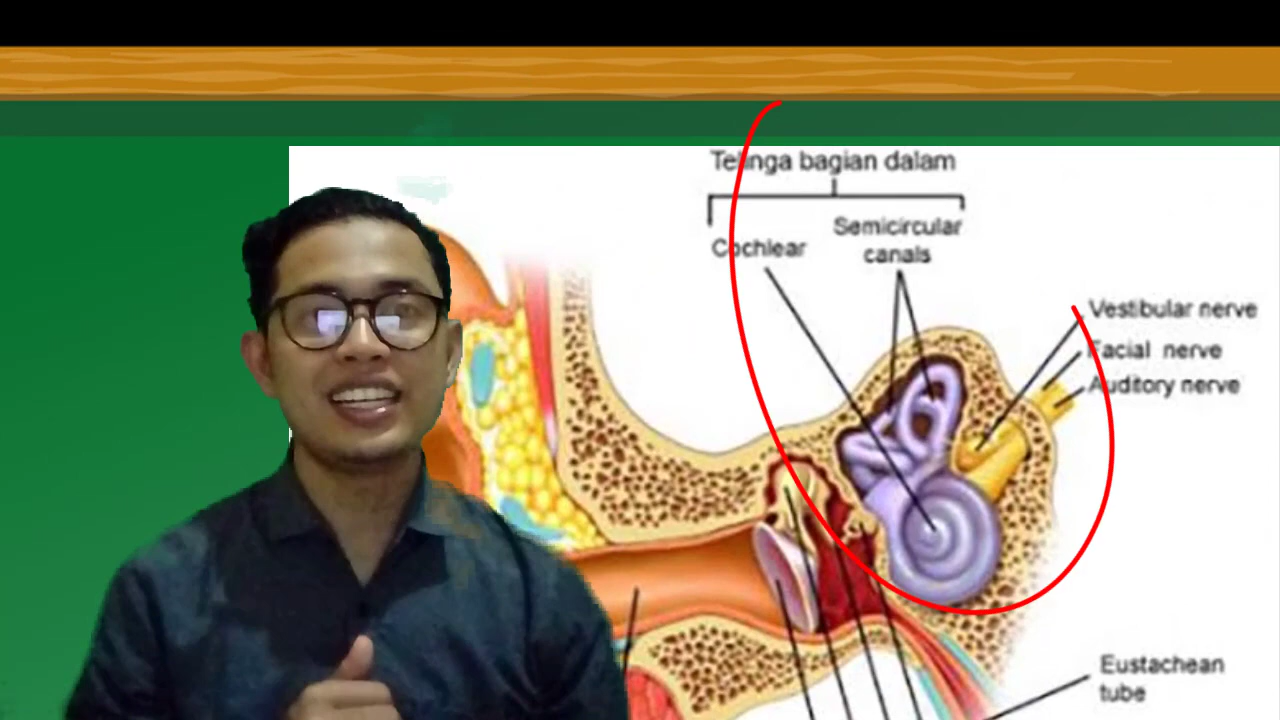 Telinga bagian dalam
Cochlear
Semicircular
canals
Vestibular nerve
Facial nerve
Auditory nerve
Eustachean
tube